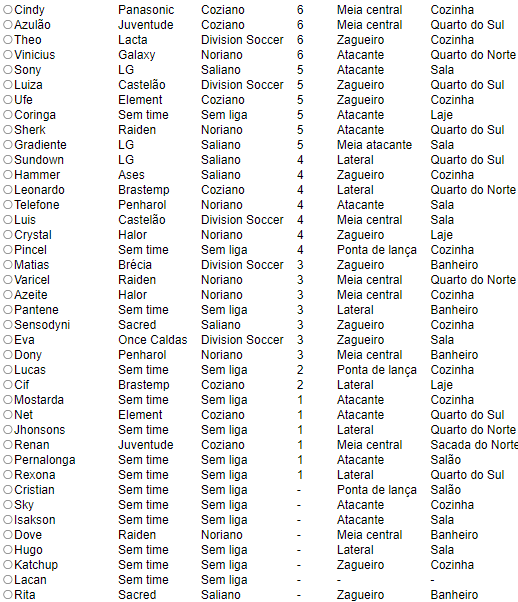 Cindy Panasonic Coziano 6 Meia central Cozinha
Azulão Juventude Coziano 6 Meia central Quarto do Sul
Theo Lacta Division Soccer 6 Zagueiro Cozinha
Vinicius Galaxy Noriano 6 Atacante Quarto do Norte
Sony LG Saliano 5 Atacante Sala
Luiza Castelão Division Soccer 5 Zagueiro Quarto do Sul
Ufe Element Coziano 5 Zagueiro Cozinha
Coringa Sem time Sem liga 5 Atacante Laje
Sherk Raiden Noriano 5 Atacante Quarto do Sul
Gradiente LG Saliano 5 Meia atacante Sala
Sundown LG Saliano 4 Lateral Quarto do Sul
Hammer Ases Saliano 4 Zagueiro Cozinha
Leonardo Brastemp Coziano 4 Lateral Quarto do Norte
Telefone Penharol Noriano 4 Atacante Sala
Luis Castelão Division Soccer 4 Meia central Sala
Crystal Halor Noriano 4 Zagueiro Laje
Pincel Sem time Sem liga 4 Ponta de lança Cozinha
Matias Brécia Division Soccer 3 Zagueiro Banheiro
Varicel Raiden Noriano 3 Meia central Quarto do Norte
Azeite Halor Noriano 3 Meia central Cozinha
Pantene Sem time Sem liga 3 Lateral Banheiro
Sensodyni Sacred Saliano 3 Zagueiro Cozinha
Eva Once Caldas Division Soccer 3 Zagueiro Sala
Dony Penharol Noriano 3 Meia central Banheiro
Lucas Sem time Sem liga 2 Ponta de lança Cozinha
Cif Brastemp Coziano 2 Lateral Laje
Mostarda Sem time Sem liga 1 Atacante Cozinha
Net Element Coziano 1 Atacante Quarto do Sul
Jhonsons Sem time Sem liga 1 Lateral Quarto do Norte
Renan Juventude Coziano 1 Meia central Sacada do Norte
Pernalonga Sem time Sem liga 1 Atacante Salão
Rexona Sem time Sem liga 1 Lateral Quarto do Sul
Cristian Sem time Sem liga - Ponta de lança Salão
Sky Sem time Sem liga - Atacante Cozinha
Isakson Sem time Sem liga - Atacante Sala
Dove Raiden Noriano - Meia central Banheiro
Hugo Sem time Sem liga - Lateral Sala
Katchup Sem time Sem liga - Zagueiro Cozinha
Lacan Sem time Sem liga - - -
Rita Sacred Saliano - Zagueiro Banheiro